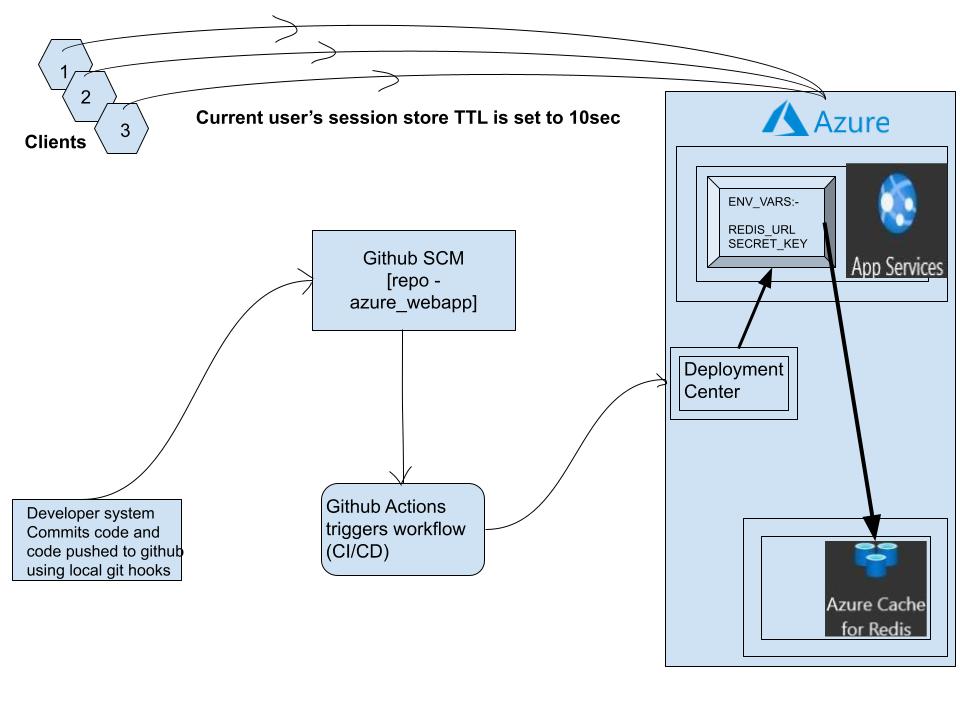 1
2
3
Clients
Current user’s session store TTL is set to 10sec
Azure
ENV_VARS:-
REDIS_URL
SECRET_KEY
App Services
Github SCM
[repo -
azure_webapp]
Deployment
Center
Developer system
Commits code and
code pushed to github
using local git hooks
Github Actions
triggers workflow
(CI/CD)
Azure Cache
for Redis